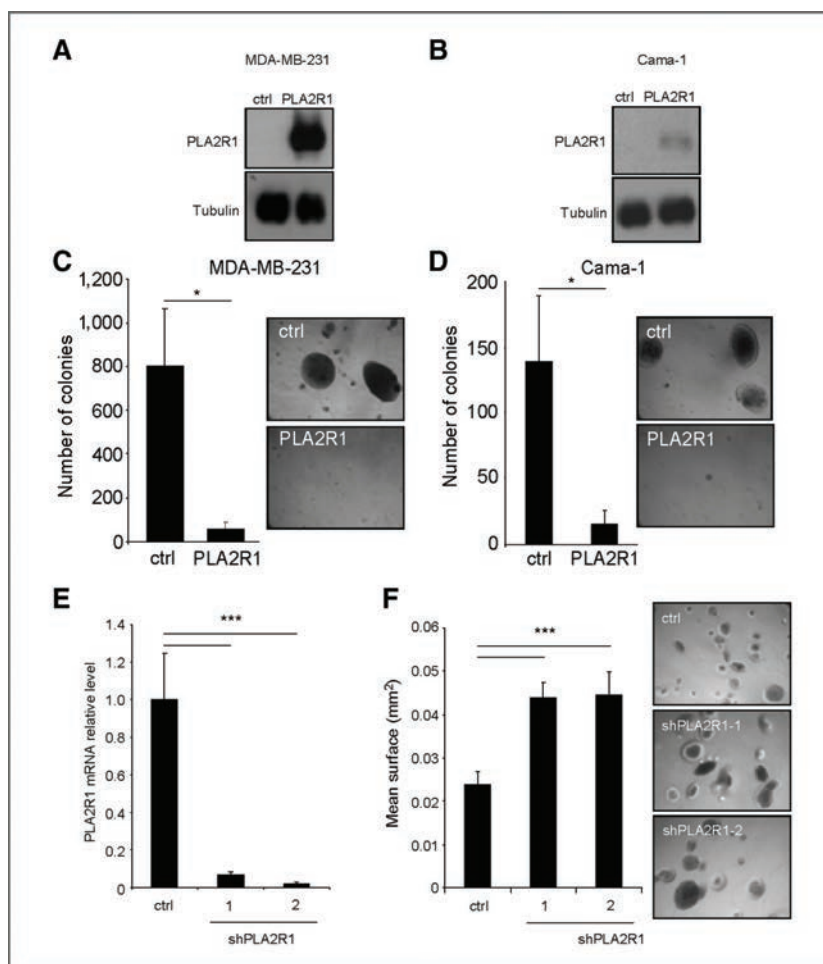 A
MDA-MB-231
ctrl PLA2R1
PLA2R1
Tubulin
B
Cama-1
ctrl PLA2R1
PLA2R1
Tubulin
C
MDA-MB-231
Number of colonies
1,200
1,000
800
600
400
200
0
*
ctrl PLA2R1
ctrl
PLA2R1
D
Cama-1
Number of colonies
200
150
100
50
0
*
ctrl PLA2R1
ctrl
PLA2R1
E
PLA2R1 mRNA relative level
1.4
1.2
1.0
0.8
0.6
0.4
0.2
0
***
ctrl 1 2
shPLA2R1
F
Mean surface (mm²)
0.06
0.05
0.04
0.03
0.02
0.01
0
***
ctrl 1 2
shPLA2R1
ctrl
shPLA2R1-1
shPLA2R1-2